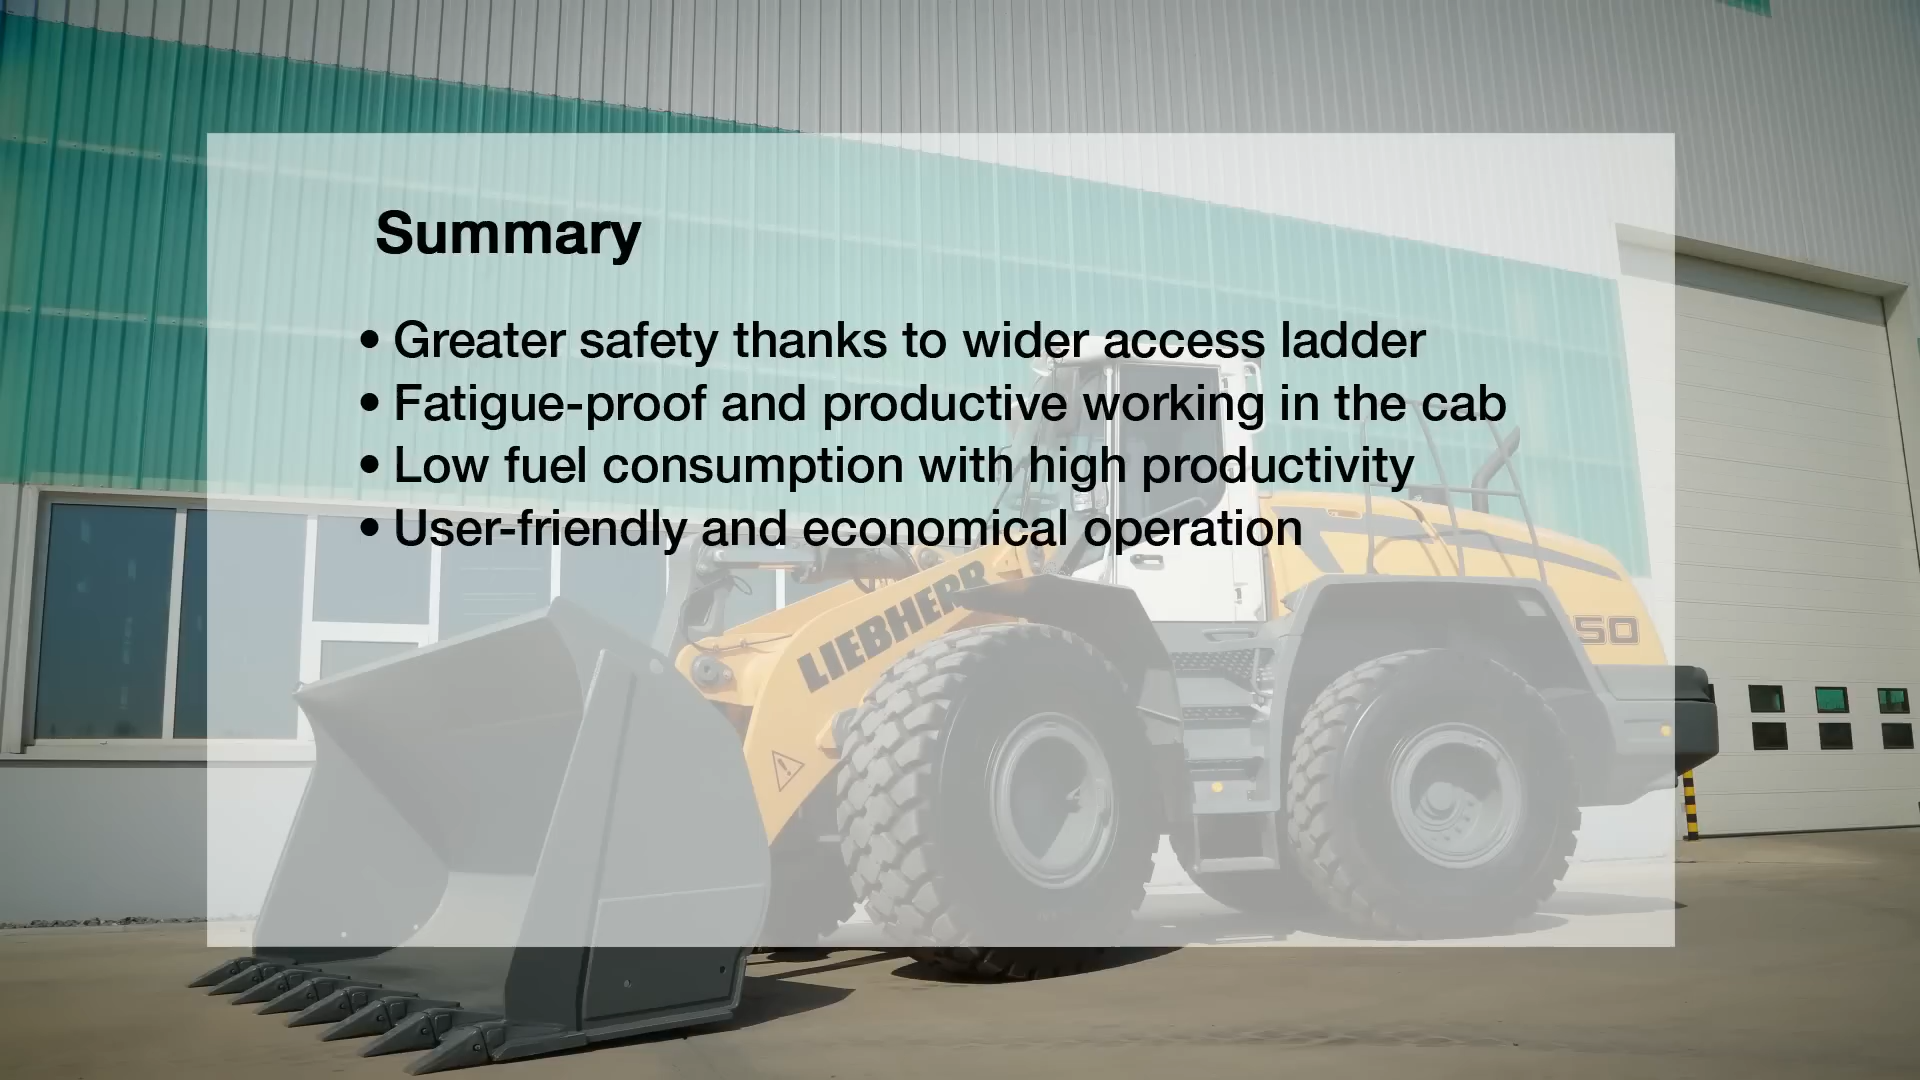 Summary
• Greater safety thanks to wider access ladder
• Fatigue-proof and productive working in the cab
• Low fuel consumption with high productivity
• User-friendly and economical operation
LIEBHERR
50